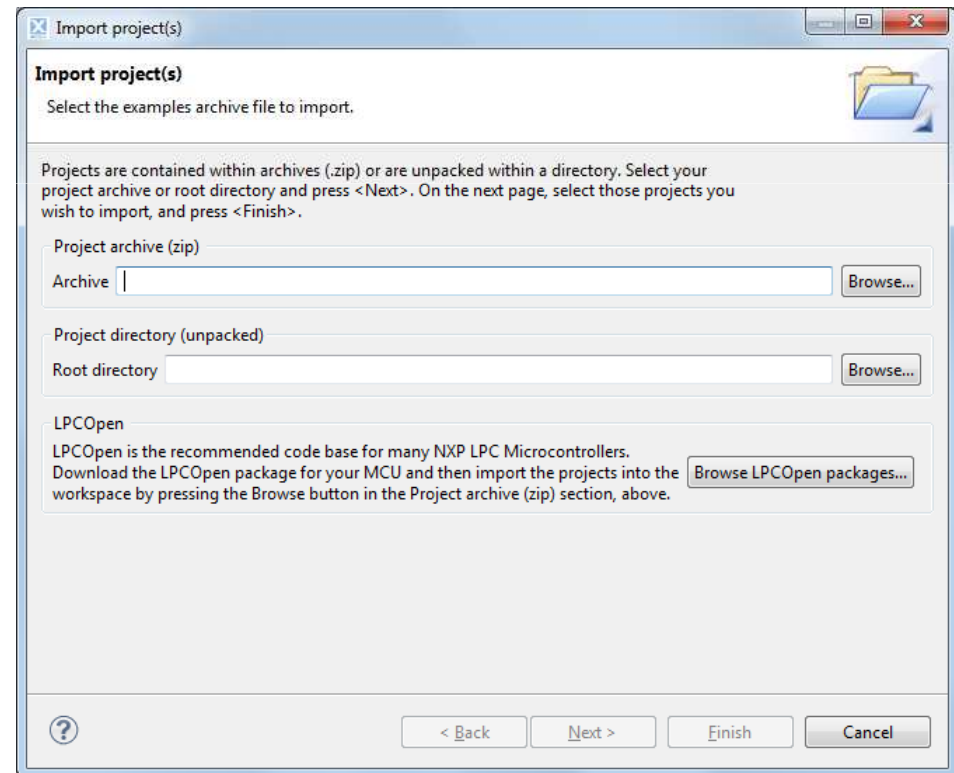 Import project(s)
Import project(s)
Select the examples archive file to import.
Projects are contained within archives (.zip) or are unpacked within a directory. Select your
project archive or root directory and press <Next>. On the next page, select those projects you
wish to import, and press <Finish>.
Project archive (zip)
Archive
Browse...
Project directory (unpacked)
Root directory
Browse...
LPCOpen
LPCOpen is the recommended code base for many NXP LPC Microcontrollers.
Download the LPCOpen package for your MCU and then import the projects into the
workspace by pressing the Browse button in the Project archive (zip) section, above.
Browse LPCOpen packages...
?
< Back
Next >
Finish
Cancel